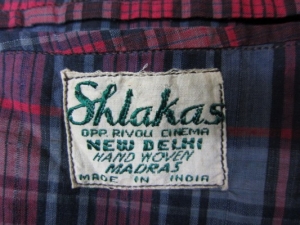 Shlakas
OPP. RIVOLI CINEMA
NEW DELHI
HAND WOVEN
MADRAS
MADE IN INDIA